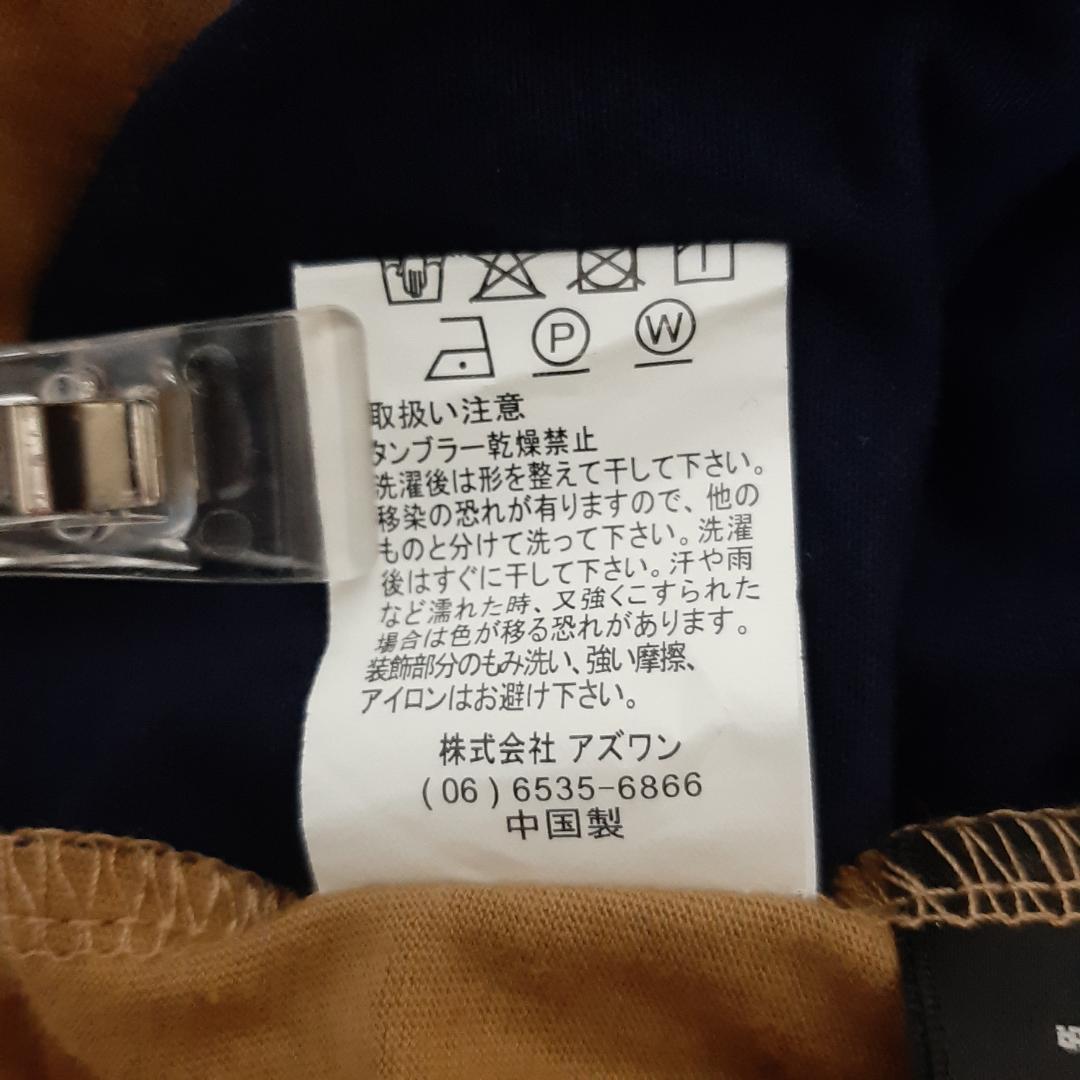 P W
取扱い注意
タンブラー乾燥禁止
洗濯後は形を整えて干して下さい。
移染の恐れが有りますので、他の
ものと分けて洗って下さい。洗濯
後はすぐに干して下さい。汗や雨
など濡れた時、又強くこすられた
場合は色が移る恐れがあります。
装飾部分のもみ洗い、強い摩擦、
アイロンはお避け下さい。
株式会社 アズワン
(06)6535-6866
中国製